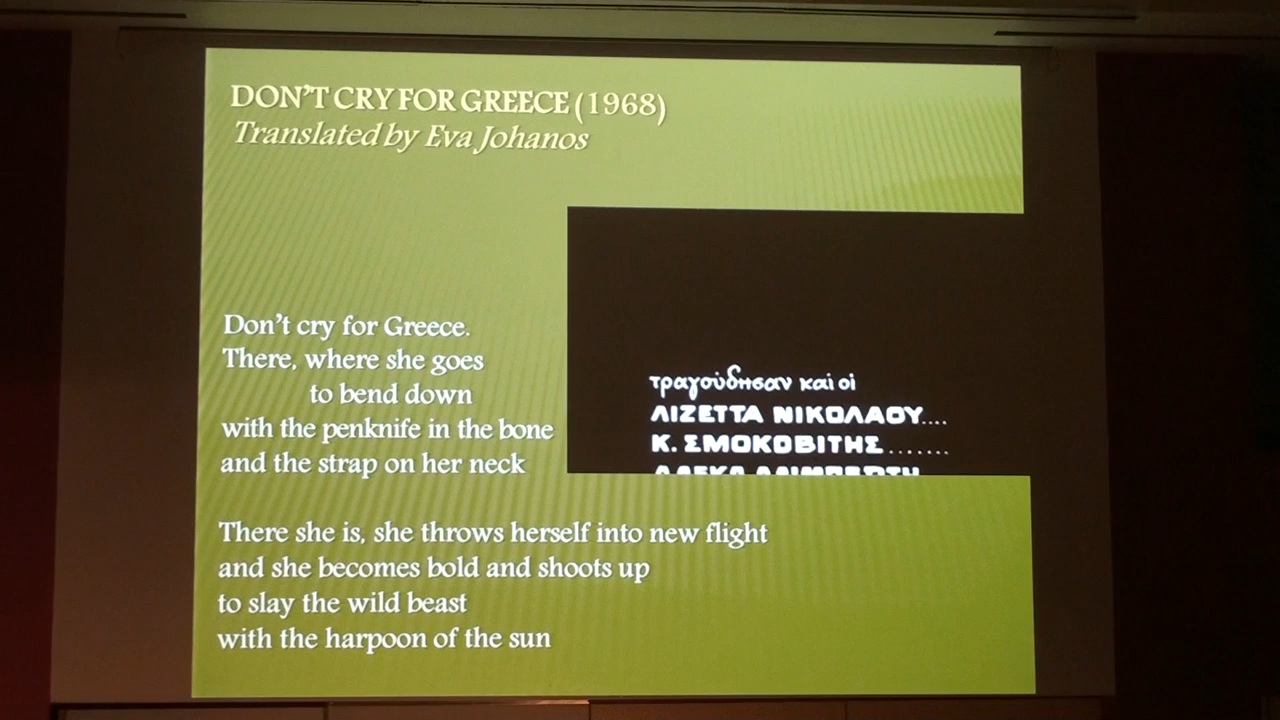 DON'T CRY FOR GREECE (1968)
Translated by Eva Johanos
Don't cry for Greece.
There, where she goes
to bend down
with the penknife in the bone
and the strap on her neck
There she is, she throws herself into new flight
and she becomes bold and shoots up
to slay the wild beast
with the harpoon of the sun
τραγούδησαν καὶ οἱ
ΛΙΖΕΤΤΑ ΝΙΚΟΛΑΟΥ....
Κ. ΣΜΟΚΟΒΙΤΗΣ.......